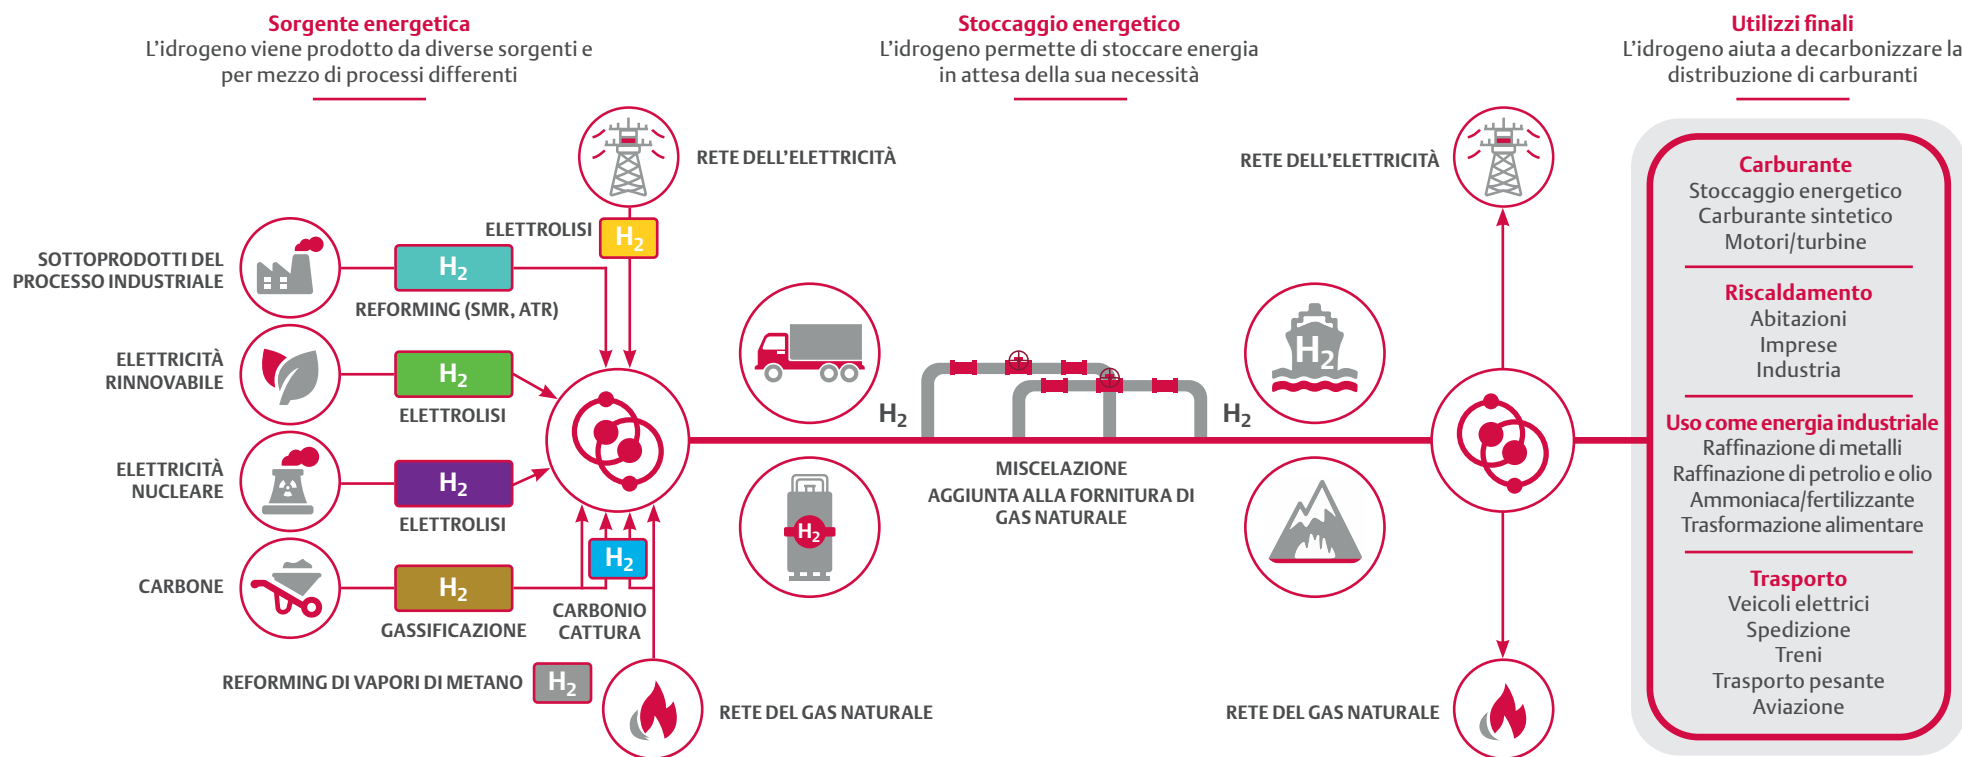 Sorgente energetica
L'idrogeno viene prodotto da diverse sorgenti e
per mezzo di processi differenti
Stoccaggio energetico
L'idrogeno permette di stoccare energia
in attesa della sua necessità
Utilizzi finali
L'idrogeno aiuta a decarbonizzare la
distribuzione di carburanti
RETE DELL'ELETTRICITÀ
ELETTROLISI
H₂
SOTTOPRODOTTI DEL
PROCESSO INDUSTRIALE
H₂
REFORMING (SMR, ATR)
ELETTRICITÀ
RINNOVABILE
H₂
ELETTROLISI
ELETTRICITÀ
NUCLEARE
H₂
ELETTROLISI
CARBONE
H₂
GASSIFICAZIONE
H₂
CARBONIO
CATTURA
REFORMING DI VAPORI DI METANO
H₂
RETE DEL GAS NATURALE
H₂
H₂
H₂
H₂
MISCELAZIONE
AGGIUNTA ALLA FORNITURA DI
GAS NATURALE
RETE DELL'ELETTRICITÀ
RETE DEL GAS NATURALE
Carburante
Stoccaggio energetico
Carburante sintetico
Motori/turbine
Riscaldamento
Abitazioni
Imprese
Industria
Uso come energia industriale
Raffinazione di metalli
Raffinazione di petrolio e olio
Ammoniaca/fertilizzante
Trasformazione alimentare
Trasporto
Veicoli elettrici
Spedizione
Treni
Trasporto pesante
Aviazione